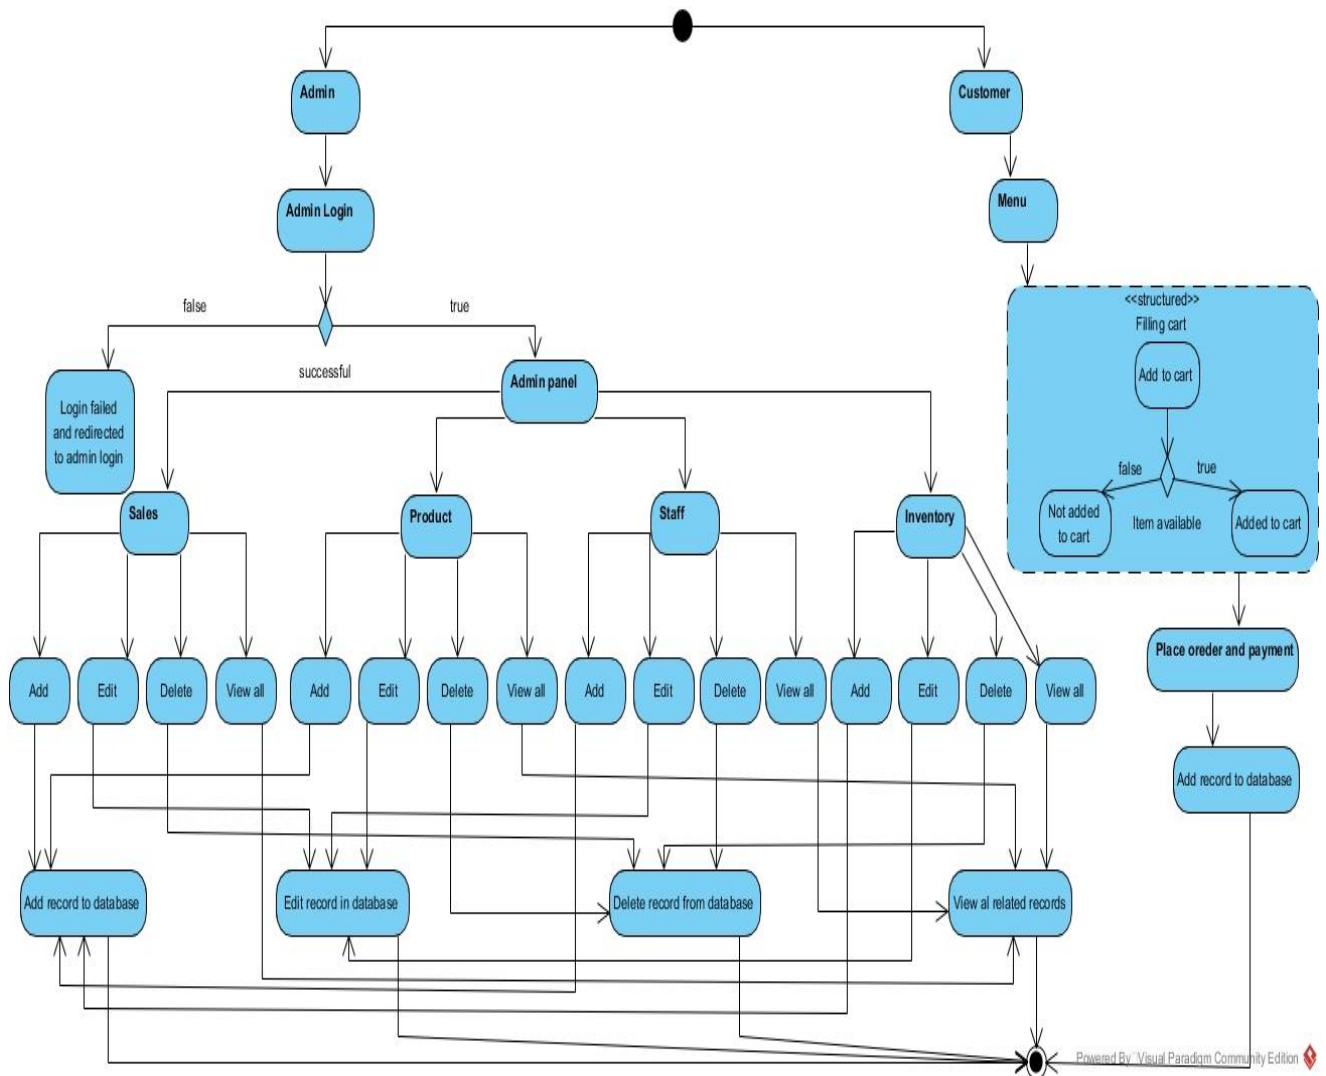 Admin
Customer
Admin Login
Menu
false
true
<<structured>>
Filling cart
Add to cart
false
true
Not added
to cart
Item available
Added to cart
successful
Admin panel
Login failed
and redirected
to admin login
Sales
Product
Staff
Inventory
Place oreder and payment
Add
Edit
Delete
View all
Add
Edit
Delete
View all
Add
Edit
Delete
View all
Add
Edit
Delete
View all
Add record to database
Add record to database
Edit record in database
Delete record from database
View al related records
Powered By Visual Paradigm Community Edition